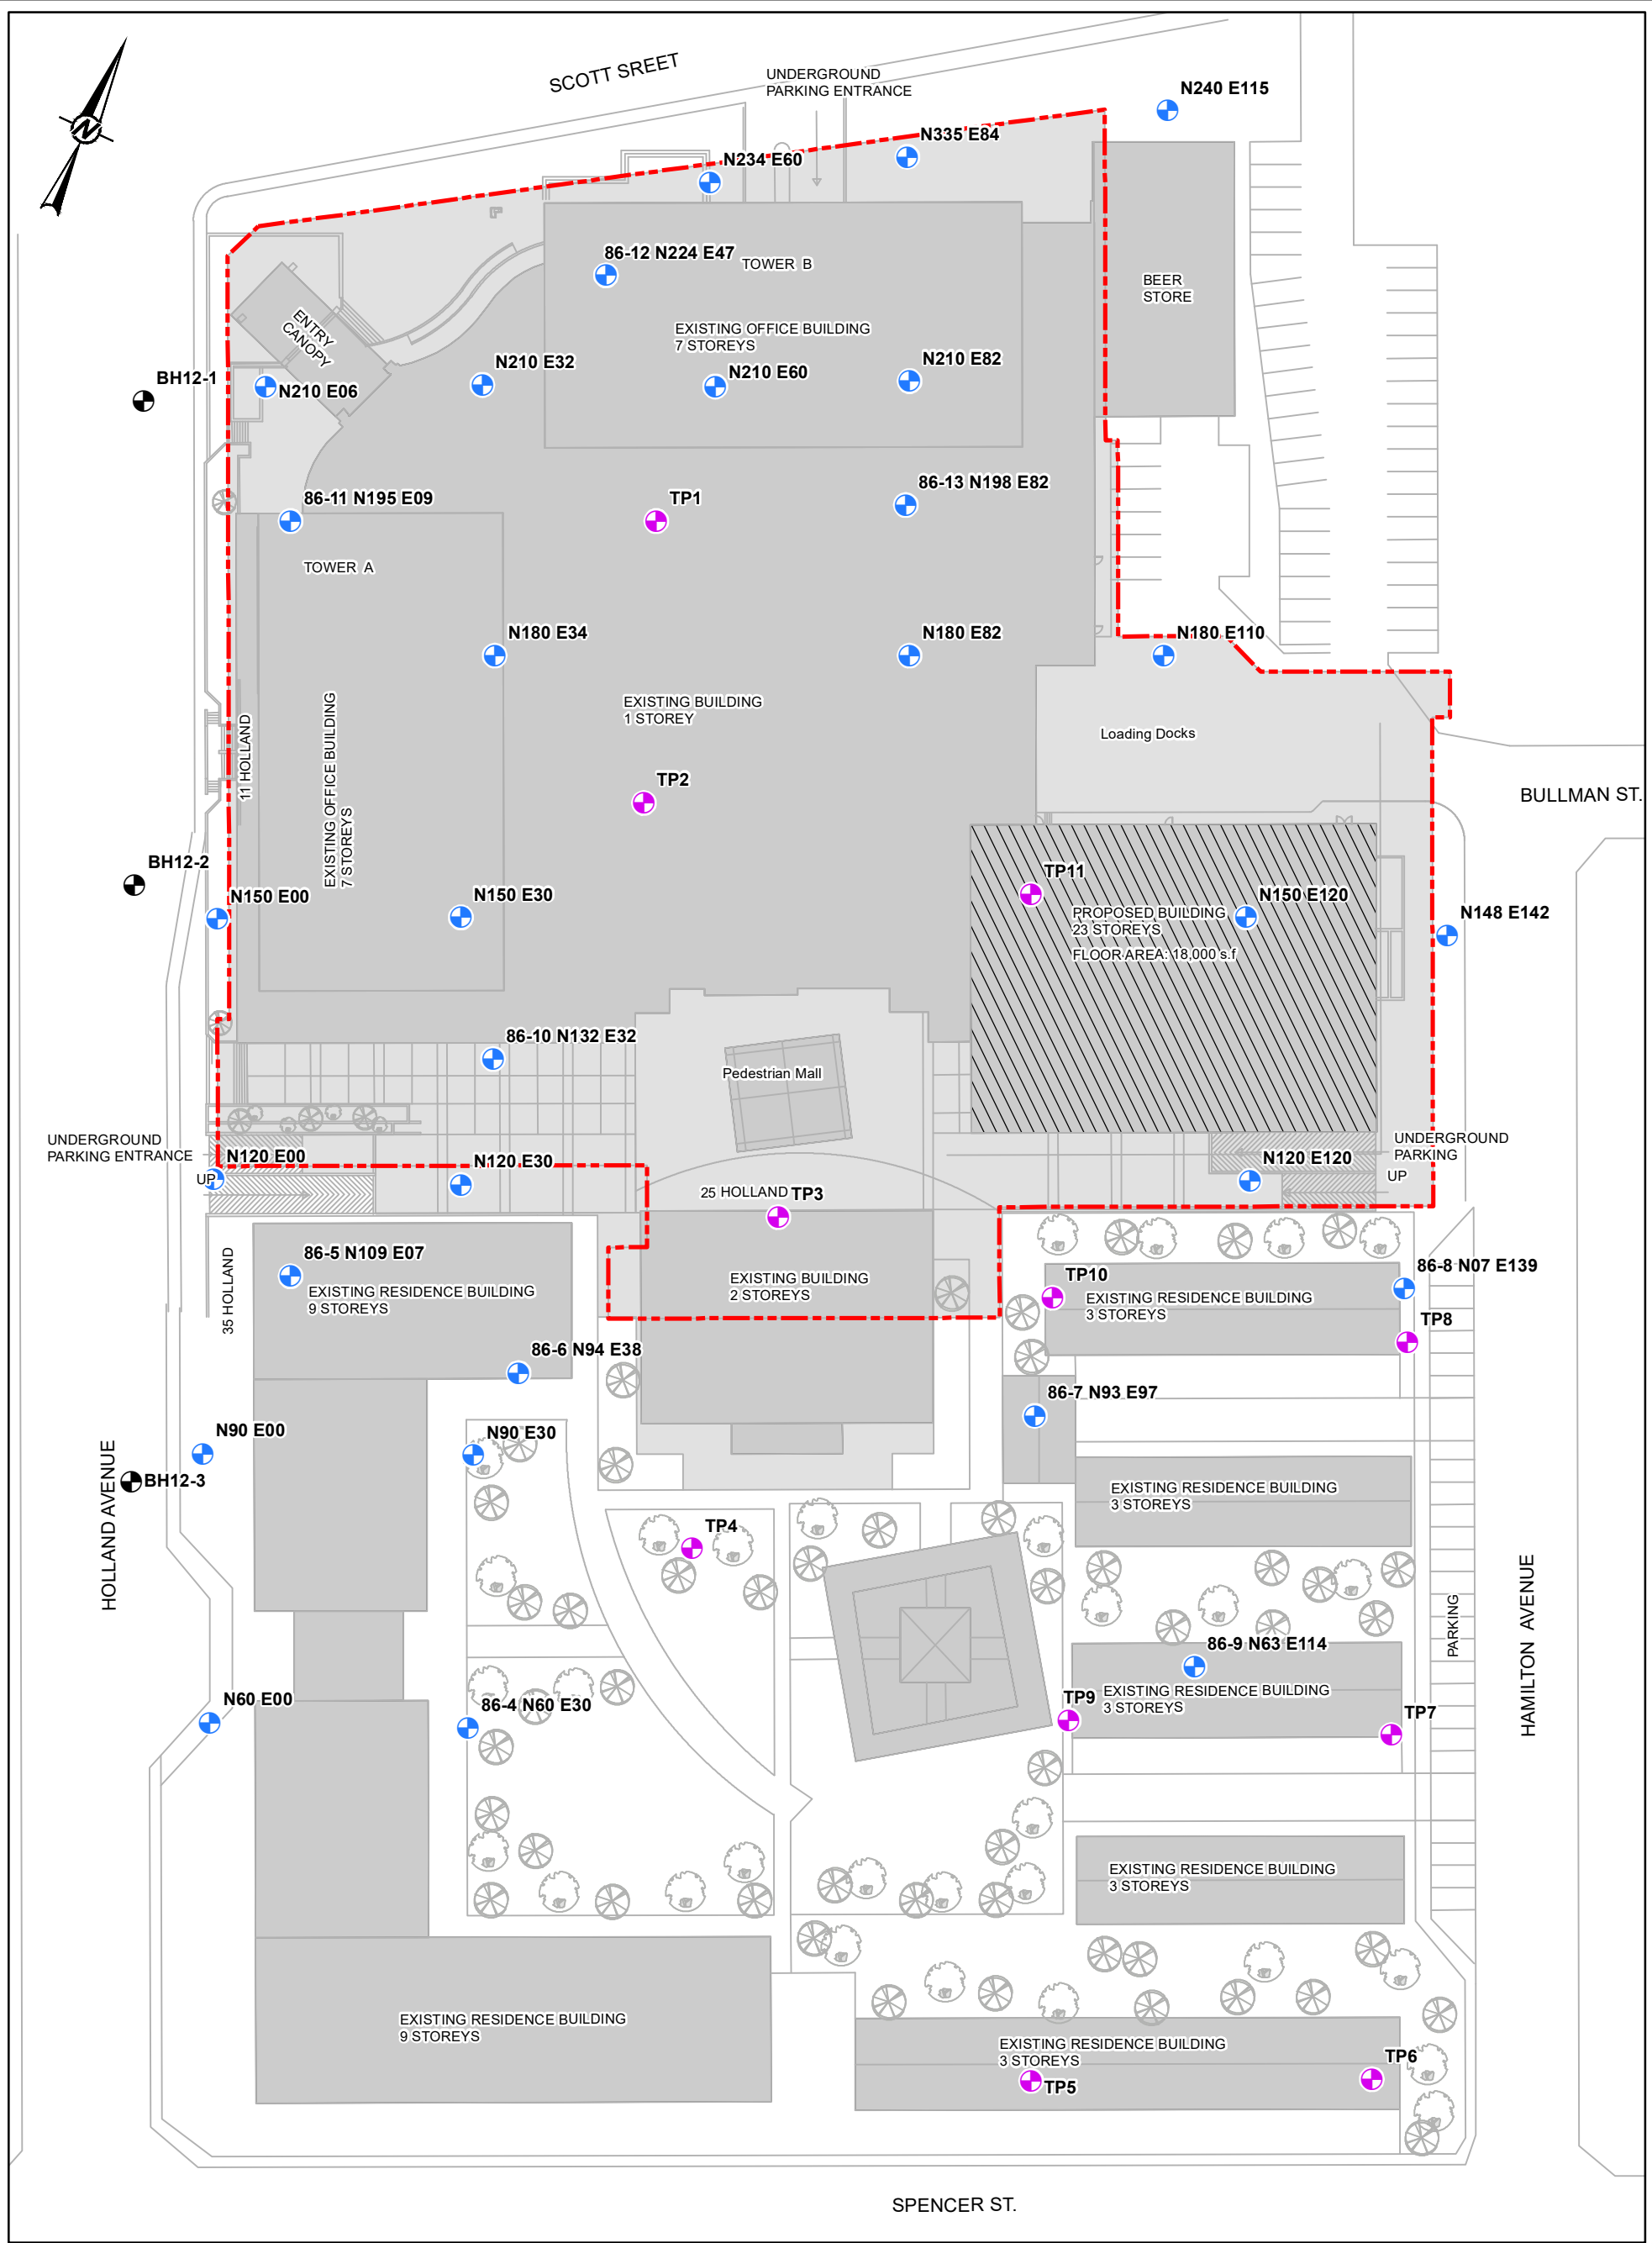 SCOTT SREET
UNDERGROUND
PARKING ENTRANCE
N240 E115
N335 E84
N234 E60
N
86-12 N224 E47
TOWER B
BEER
STORE
ENTRY
CANOPY
EXISTING OFFICE BUILDING
7 STOREYS
N210 E32
N210 E60
N210 E82
BH12-1
N210 E06
86-11 N195 E09
TP1
86-13 N198 E82
TOWER A
N180 E34
N180 E82
N180 E110
EXISTING BUILDING
1 STOREY
Loading Docks
11 HOLLAND
EXISTING OFFICE BUILDING
7 STOREYS
TP2
BULLMAN ST.
BH12-2
N150 E00
N150 E30
TP11
N150 E120
PROPOSED BUILDING
23 STOREYS
FLOOR AREA: 18,000 s.f
N148 E142
86-10 N132 E32
Pedestrian Mall
UNDERGROUND
PARKING ENTRANCE
UP
N120 E00
N120 E30
UNDERGROUND
PARKING
UP
N120 E120
25 HOLLAND
TP3
35 HOLLAND
86-5 N109 E07
EXISTING RESIDENCE BUILDING
9 STOREYS
EXISTING BUILDING
2 STOREYS
TP10
EXISTING RESIDENCE BUILDING
3 STOREYS
86-8 N07 E139
TP8
86-6 N94 E38
86-7 N93 E97
N90 E00
N90 E30
BH12-3
HOLLAND AVENUE
EXISTING RESIDENCE BUILDING
3 STOREYS
TP4
PARKING
HAMILTON AVENUE
86-9 N63 E114
EXISTING RESIDENCE BUILDING
3 STOREYS
N60 E00
86-4 N60 E30
TP9
TP7
EXISTING RESIDENCE BUILDING
3 STOREYS
EXISTING RESIDENCE BUILDING
9 STOREYS
EXISTING RESIDENCE BUILDING
3 STOREYS
TP5
TP6
SPENCER ST.